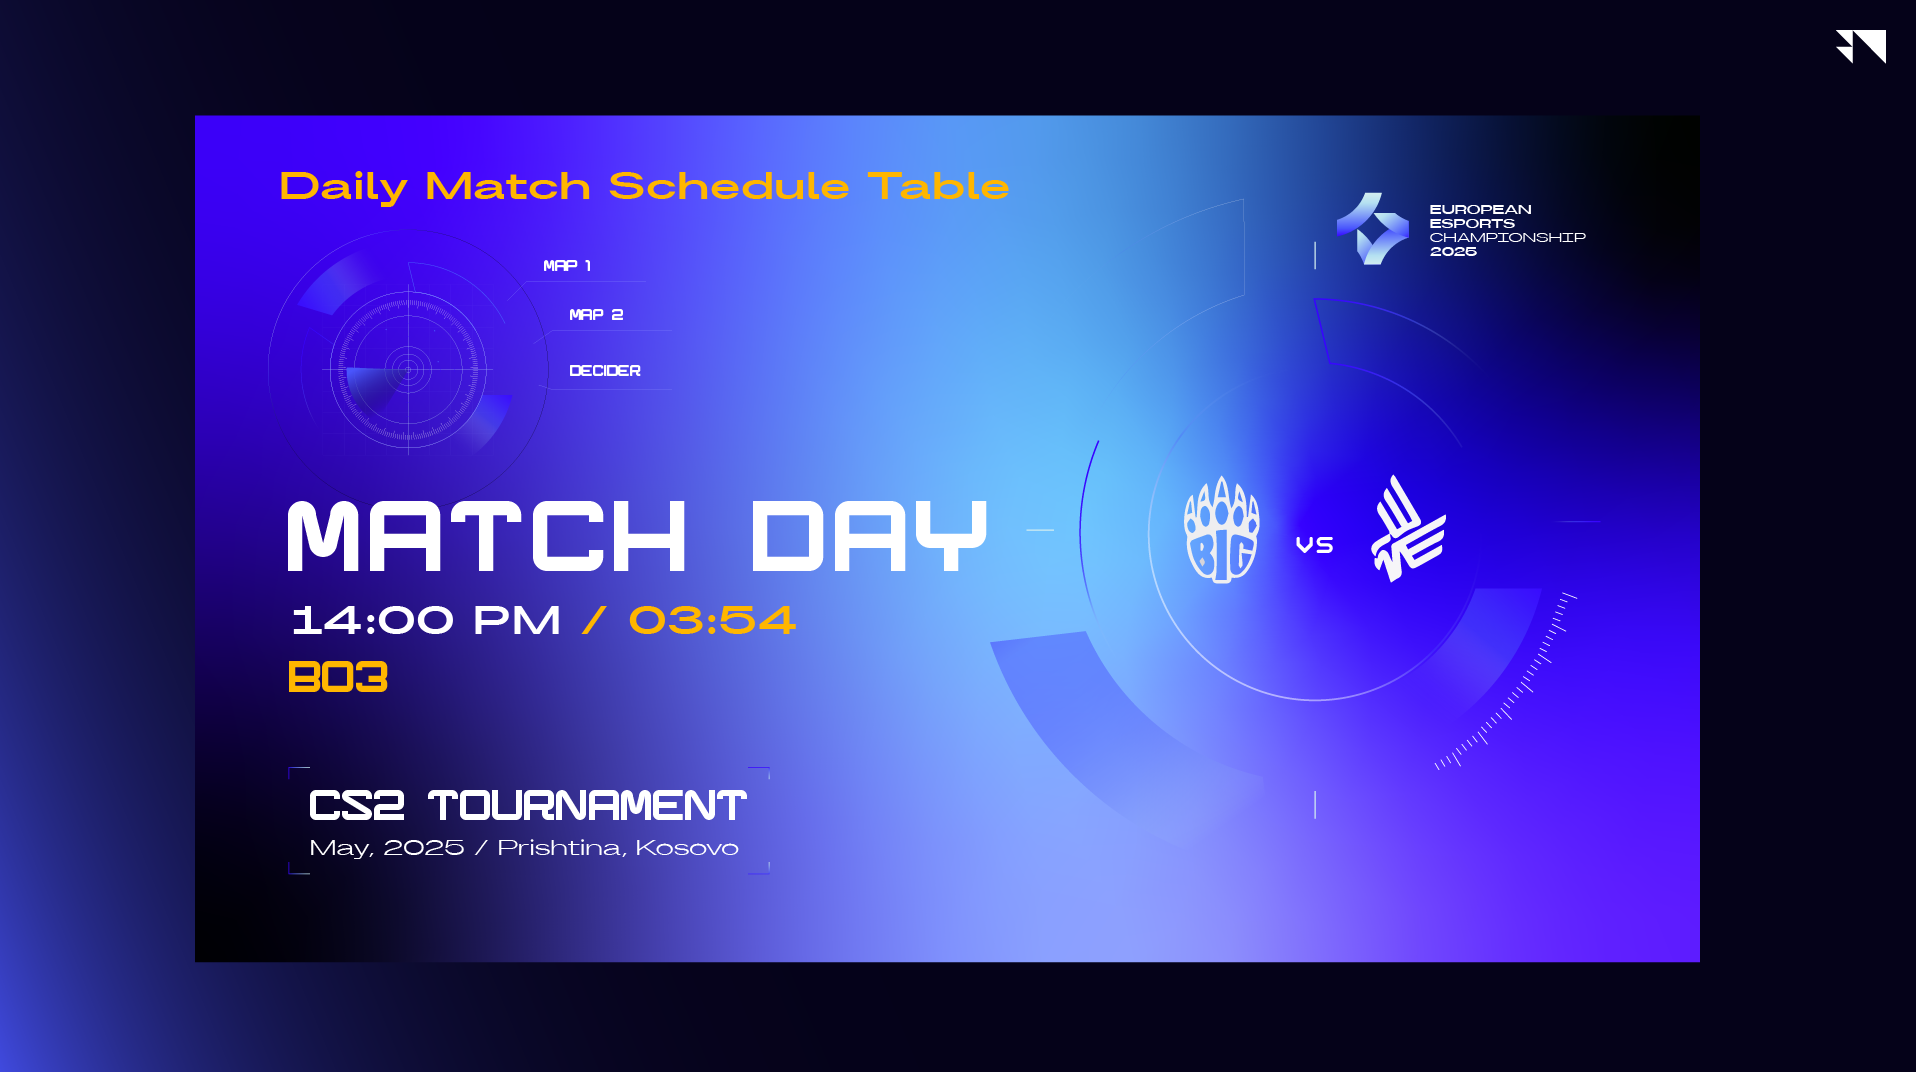 Daily Match Schedule Table
EUROPEAN
ESPORTS
CHAMPIONSHIP
2025
MAP 1
MAP 2
DECIDER
MATCH DAY
BIG
VS
14:00 PM / 03:54
BO3
CS2 TOURNAMENT
May, 2025 / Prishtina, Kosovo